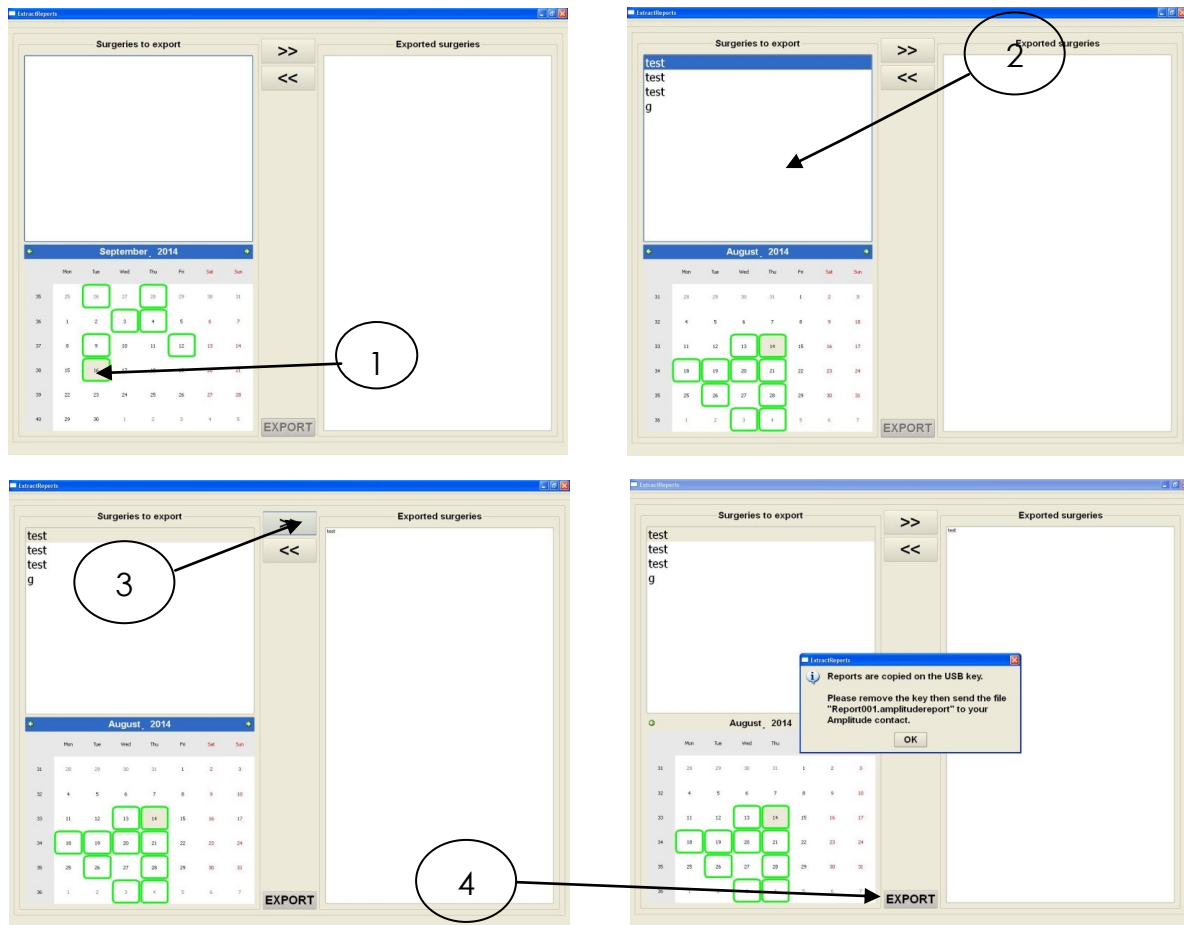 ExtractReports
Surgeries to export
>>
Exported surgeries
<<
September, 2014
Mon Tue Wed Thu Fri Sat Sun
35 25 26 27 28 29 30 31
36 1 2 3 4 5 6 7
37 8 9 10 11 12 13 14
38 15 16
39 22 23 24 25 26 27 28
40 29 30 1 2 3 4 5
EXPORT
1
ExtractReports
Surgeries to export
>>
Exported surgeries
<<
test
test
test
g
August, 2014
Mon Tue Wed Thu Fri Sat Sun
31 28 29 30 31 1 2 3
32 4 5 6 7 8 9 10
33 11 12 13 14 15 16 17
34 18 19 20 21 22 23 24
35 25 26 27 28 29 30 31
36 1 2 3 4 5 6 7
EXPORT
2
ExtractReports
Surgeries to export
>>
Exported surgeries
<<
test
test
test
g
test
August, 2014
Mon Tue Wed Thu Fri Sat Sun
31 28 29 30 31 1 2 3
32 4 5 6 7 8 9 10
33 11 12 13 14 15 16 17
34 18 19 20 21 22 23 24
35 25 26 27 28 29 30 31
36 1 2 3 4 5 6 7
EXPORT
3
ExtractReports
Surgeries to export
>>
Exported surgeries
<<
test
test
test
g
test
ExtractReports
Reports are copied on the USB key.
Please remove the key then send the file
"Report001.amplitudereport" to your
Amplitude contact.
OK
August, 2014
Mon Tue Wed Thu
31 28 29 30 31 1 2 3
32 4 5 6 7 8 9 10
33 11 12 13 14 15 16 17
34 18 19 20 21 22 23 24
35 25 26 27 28 29 30 31
36
EXPORT
4